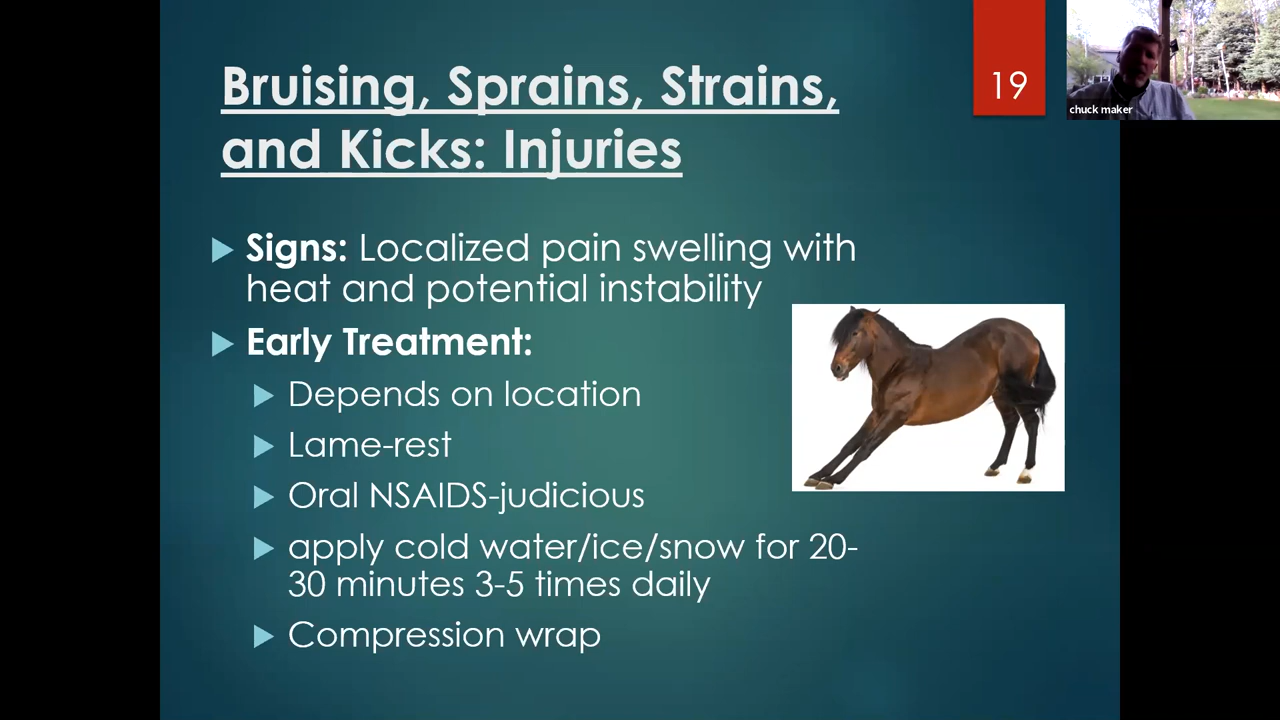 Bruising, Sprains, Strains,
and Kicks: Injuries
19
chuck maker
Signs: Localized pain swelling with
heat and potential instability
Early Treatment:
Depends on location
Lame-rest
Oral NSAIDS-judicious
apply cold water/ice/snow for 20-
30 minutes 3-5 times daily
Compression wrap